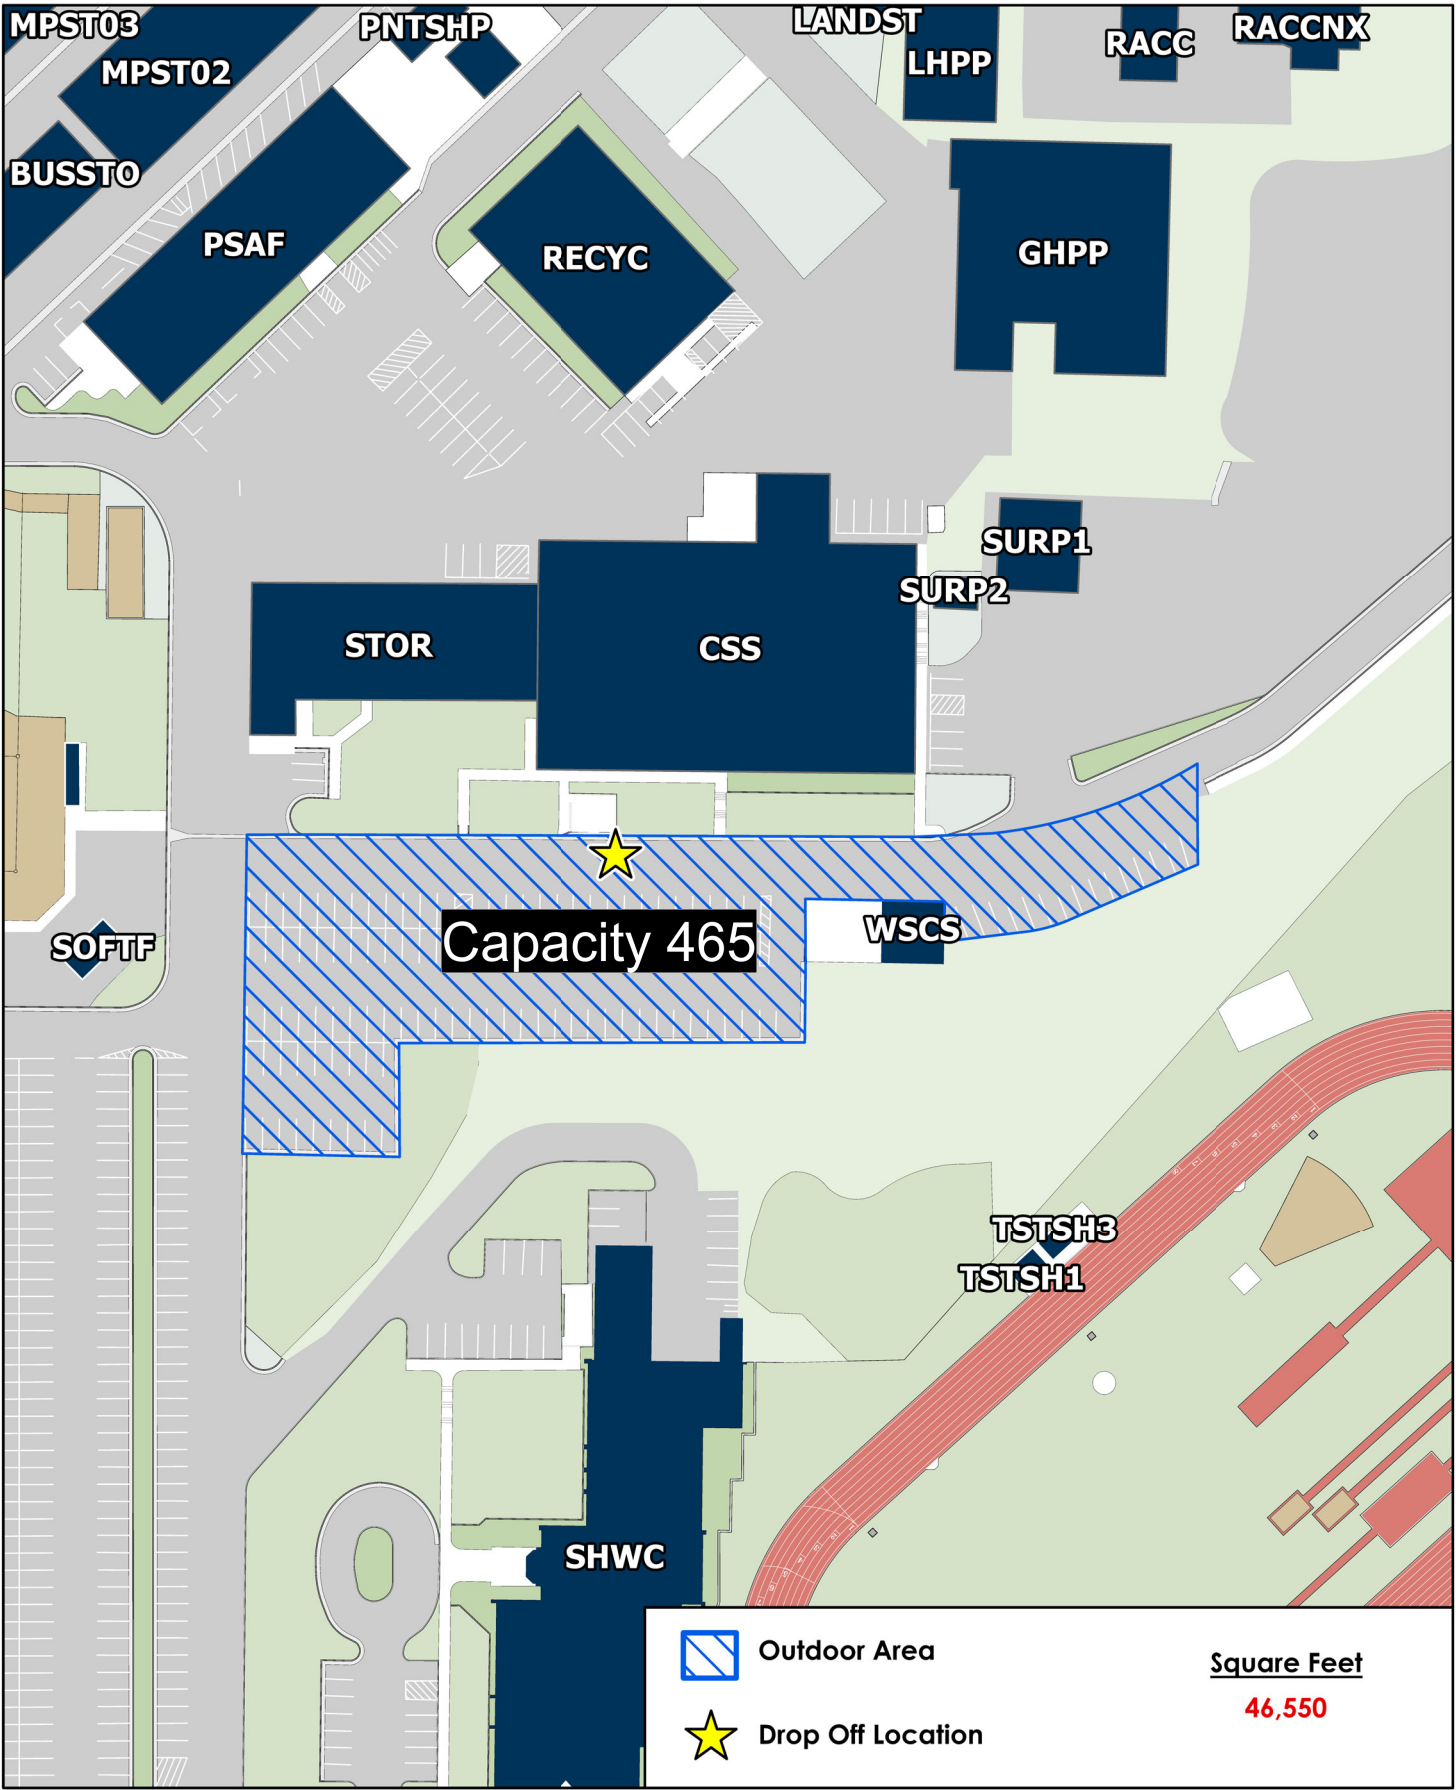 MPST03
PNTSHP
LANDST
RACCNX
MPST02
LHPP
RACC
BUSSTO
PSAF
RECYC
GHPP
SURP1
SURP2
STOR
CSS
Capacity 465
WSCS
SOFTF
TSTSH3
TSTSH1
SHWC
Outdoor Area
Square Feet
46,550
Drop Off Location